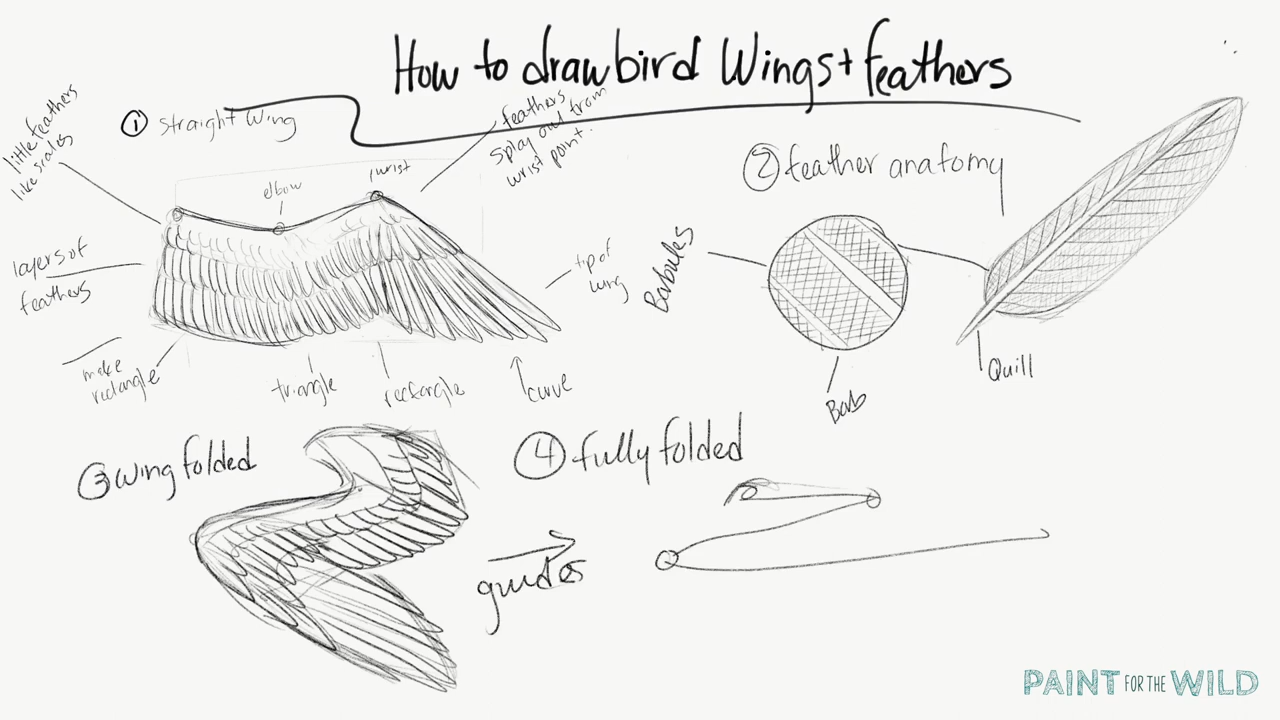 How to draw bird Wings + feathers
① straight wing
little feathers
like scales
feathers
splay out from
wrist point.
elbow
wrist
layers of
feathers
tip of
wing
make
rectangle
triangle
rectangle
curve
② feather anatomy
Barbules
Barb
Quill
③ wing folded
④ fully folded
guides
PAINT FOR THE WILD